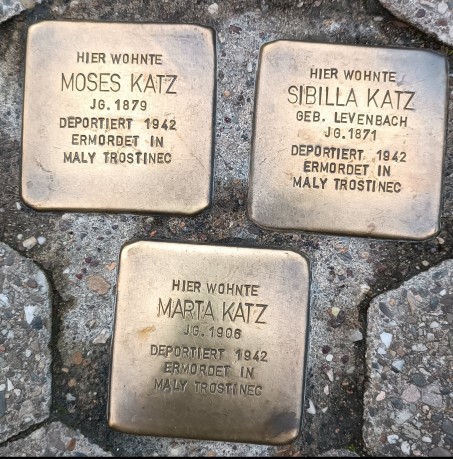 HIER WOHNTE
MOSES KATZ
JG. 1879
DEPORTIERT 1942
ERMORDET IN
MALY TROSTINEC
HIER WOHNTE
SIBILLA KATZ
GEB. LEVENBACH
JG. 1871
DEPORTIERT 1942
ERMORDET IN
MALY TROSTINEC
HIER WOHNTE
MARTA KATZ
JG. 1906
DEPORTIERT 1942
ERMORDET IN
MALY TROSTINEC